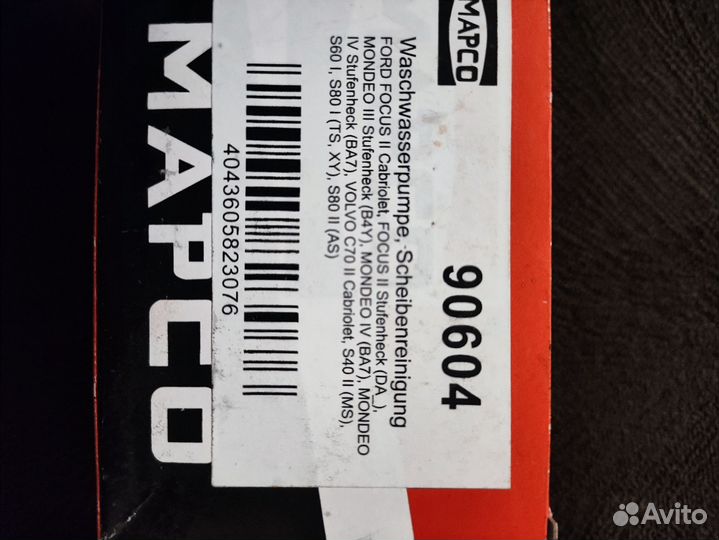 MAPCO
MAPCO
90604
Waschwasserpumpe, Scheibenreinigung
FORD FOCUS II Cabriolet, FOCUS II Stufenheck (DA_),
MONDEO III Stufenheck (B4Y), MONDEO IV (BA7), MONDEO
IV Stufenheck (BA7), VOLVO C70 II Cabriolet, S40 II (MS),
S60 I, S80 I (TS, XY), S80 II (AS)
4043605823076
Avito